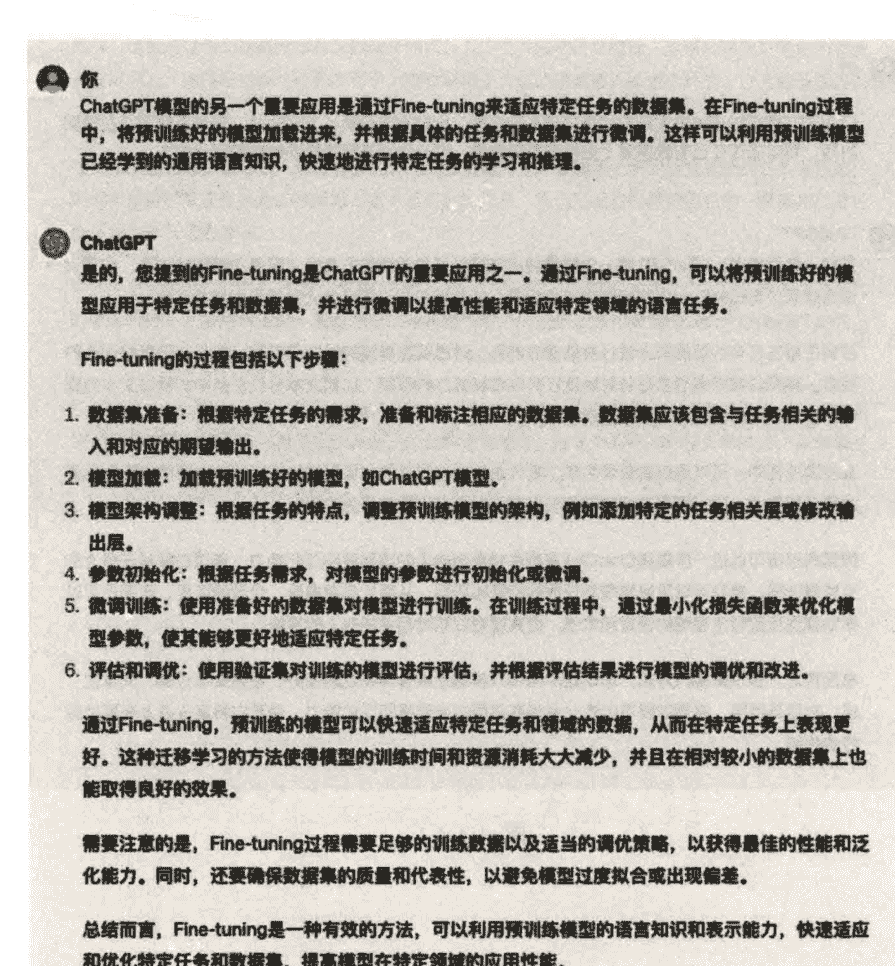 你
ChatGPT模型的另一个重要应用是通过Fine-tuning来适应特定任务的数据集。在Fine-tuning过程
中，将预训练好的模型加载进来，并根据具体的任务和数据集进行微调。这样可以利用预训练模型
已经学到的通用语言知识，快速地进行特定任务的学习和推理。
ChatGPT
是的，您提到的Fine-tuning是ChatGPT的重要应用之一。通过Fine-tuning，可以将预训练好的模
型应用于特定任务和数据集，并进行微调以提高性能和适应特定领域的语言任务。
Fine-tuning的过程包括以下步骤：
1. 数据集准备：根据特定任务的需求，准备和标注相应的数据集。数据集应该包含与任务相关的输
入和对应的期望输出。
2. 模型加载：加载预训练好的模型，如ChatGPT模型。
3. 模型架构调整：根据任务的特点，调整预训练模型的架构，例如添加特定的任务相关层或修改输
出层。
4. 参数初始化：根据任务需求，对模型的参数进行初始化或微调。
5. 微调训练：使用准备好的数据集对模型进行训练。在训练过程中，通过最小化损失函数来优化模
型参数，使其能够更好地适应特定任务。
6. 评估和调优：使用验证集对训练的模型进行评估，并根据评估结果进行模型的调优和改进。
通过Fine-tuning，预训练的模型可以快速适应特定任务和领域的数据，从而在特定任务上表现更
好。这种迁移学习的方法使得模型的训练时间和资源消耗大大减少，并且在相对较小的数据集上也
能取得良好的效果。
需要注意的是，Fine-tuning过程需要足够的训练数据以及适当的调优策略，以获得最佳的性能和泛
化能力。同时，还要确保数据集的质量和代表性，以避免模型过度拟合或出现偏差。
总结而言，Fine-tuning是一种有效的方法，可以利用预训练模型的语言知识和表示能力，快速适应
和优化特定任务和数据集，提高模型在特定领域的应用性能。